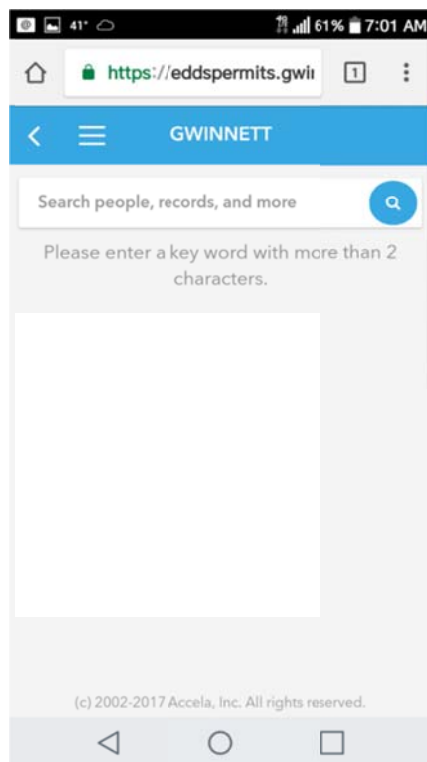 41° 61% 7:01 AM
https://eddspermits.gwin 1
GWINNETT
Search people, records, and more
Please enter a key word with more than 2
characters.
(c) 2002-2017 Accela, Inc. All rights reserved.